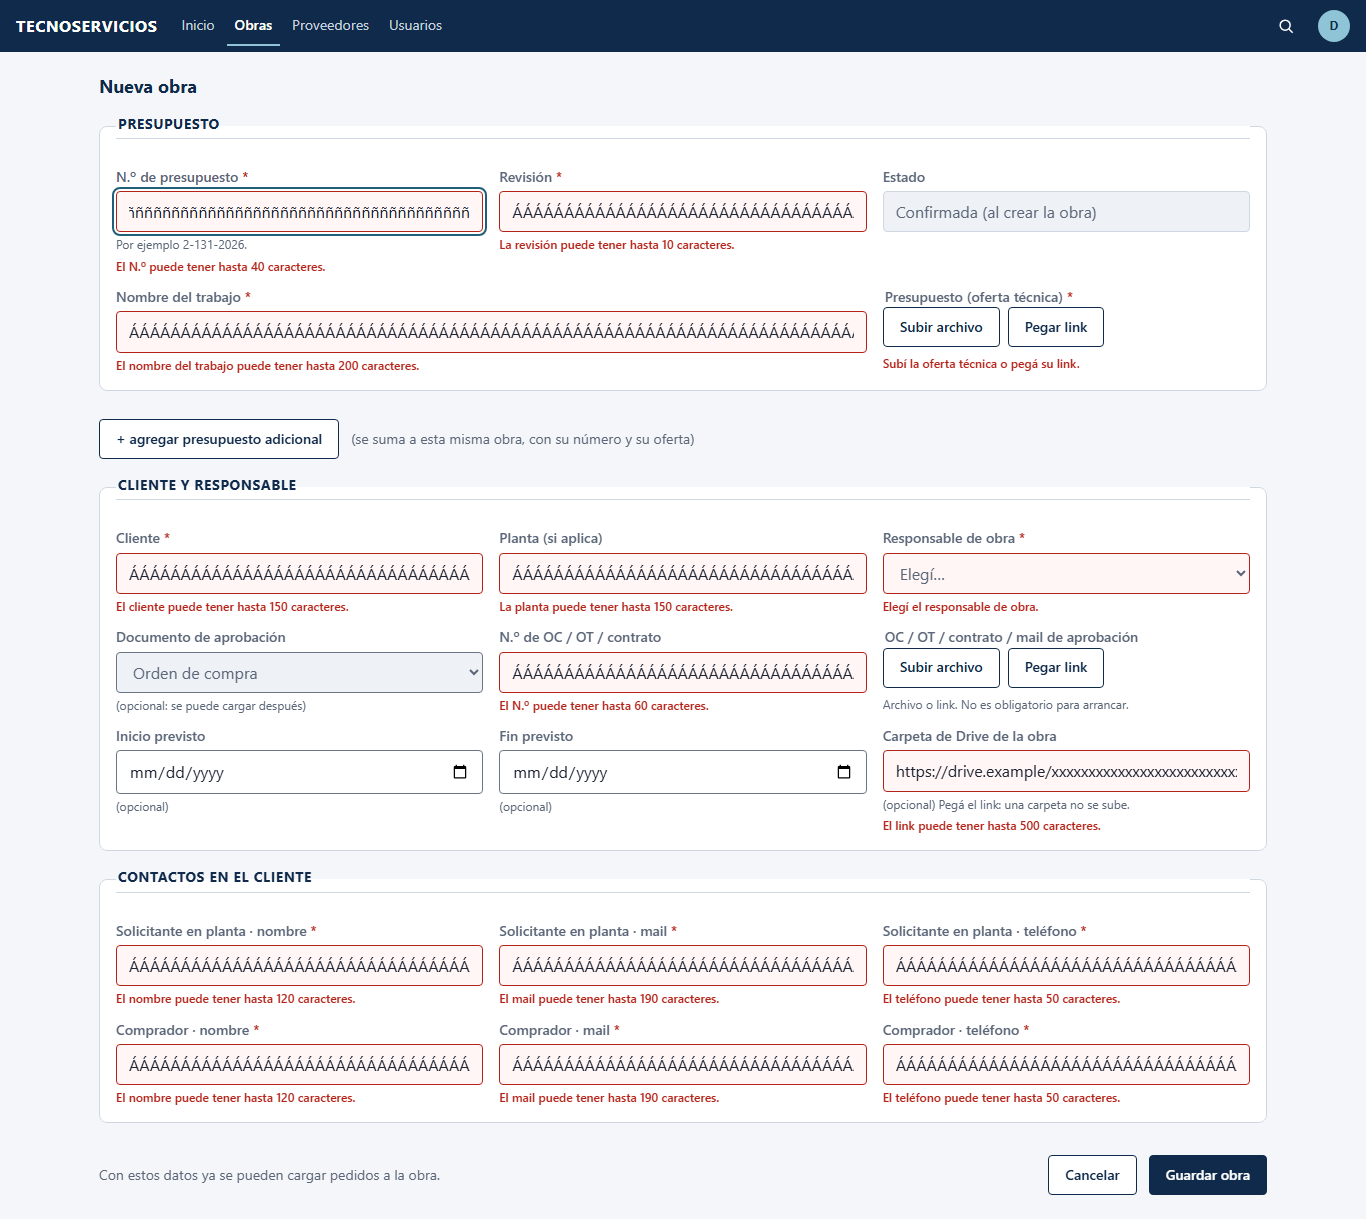 TECNOSERVICIOS Inicio Obras Proveedores Usuarios D
Nueva obra
PRESUPUESTO
N.º de presupuesto * Revisión * Estado
Confirmada (al crear la obra)
Por ejemplo 2-131-2026. La revisión puede tener hasta 10 caracteres.
El N.º puede tener hasta 40 caracteres.
Nombre del trabajo * Presupuesto (oferta técnica) *
Subir archivo Pegar link
El nombre del trabajo puede tener hasta 200 caracteres. Subí la oferta técnica o pegá su link.
+ agregar presupuesto adicional (se suma a esta misma obra, con su número y su oferta)
CLIENTE Y RESPONSABLE
Cliente * Planta (si aplica) Responsable de obra *
Elegí...
El cliente puede tener hasta 150 caracteres. La planta puede tener hasta 150 caracteres. Elegí el responsable de obra.
Documento de aprobación N.º de OC / OT / contrato OC / OT / contrato / mail de aprobación
Orden de compra Subir archivo Pegar link
(opcional: se puede cargar después) El N.º puede tener hasta 60 caracteres. Archivo o link. No es obligatorio para arrancar.
Inicio previsto Fin previsto Carpeta de Drive de la obra
mm/dd/yyyy mm/dd/yyyy
(opcional) (opcional) (opcional) Pegá el link: una carpeta no se sube.
El link puede tener hasta 500 caracteres.
CONTACTOS EN EL CLIENTE
Solicitante en planta · nombre * Solicitante en planta · mail * Solicitante en planta · teléfono *
El nombre puede tener hasta 120 caracteres. El mail puede tener hasta 190 caracteres. El teléfono puede tener hasta 50 caracteres.
Comprador · nombre * Comprador · mail * Comprador · teléfono *
El nombre puede tener hasta 120 caracteres. El mail puede tener hasta 190 caracteres. El teléfono puede tener hasta 50 caracteres.
Con estos datos ya se pueden cargar pedidos a la obra. Cancelar Guardar obra